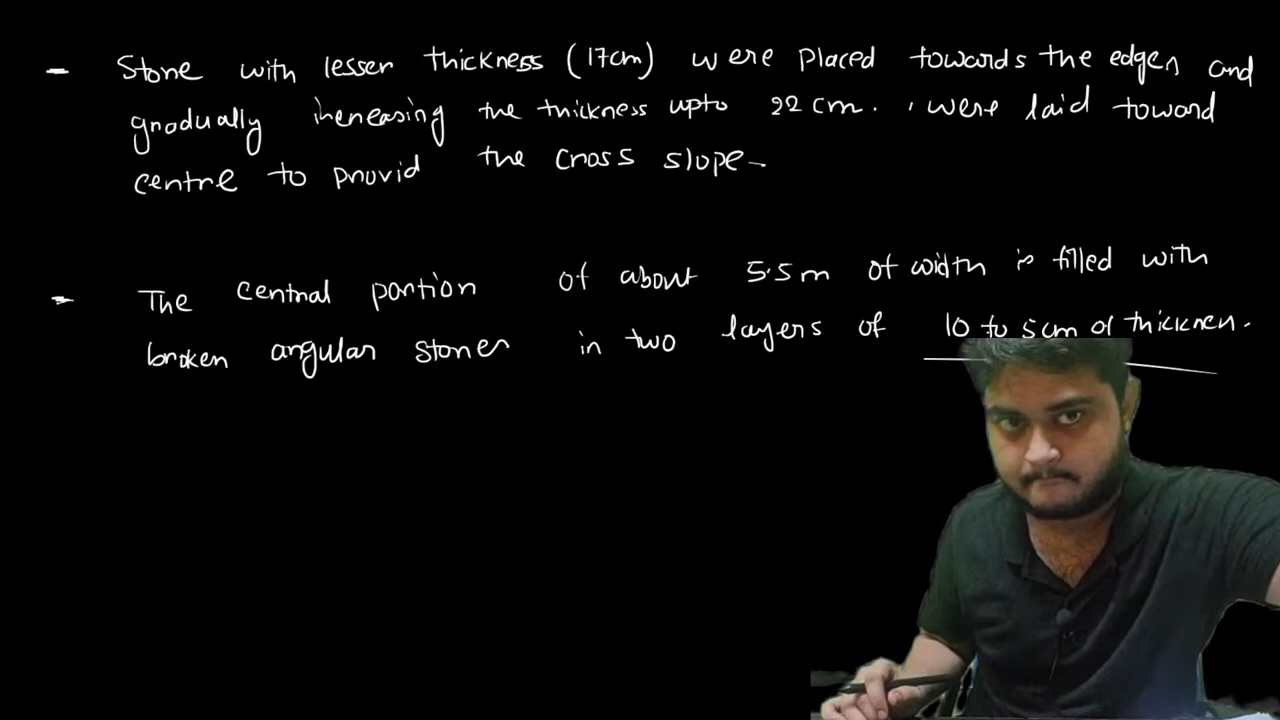 - Stone with lesser thickness (17cm) were placed towards the edges and
gradually increasing the thickness upto 22 cm. were laid toward
centre to provid the cross slope-
- The central portion of about 5.5m of width is filled with
broken angular stones in two layers of 10 to 5cm of thickness.